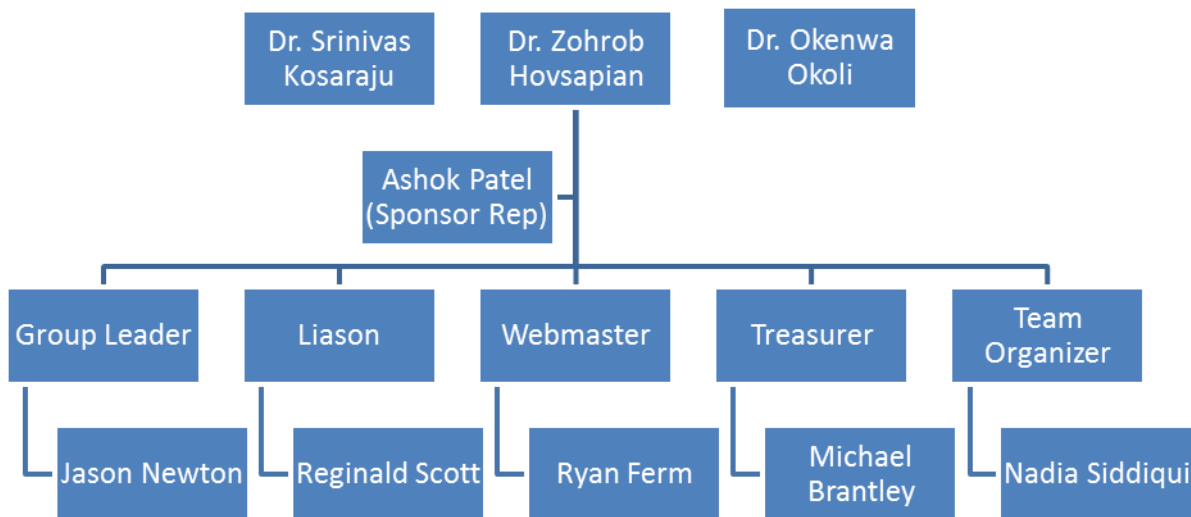 Dr. Srinivas
Kosaraju
Dr. Zohrob
Hovsapian
Dr. Okenwa
Okoli
Ashok Patel
(Sponsor Rep)
Group Leader
Liason
Webmaster
Treasurer
Team
Organizer
Jason Newton
Reginald Scott
Ryan Ferm
Michael
Brantley
Nadia Siddiqui